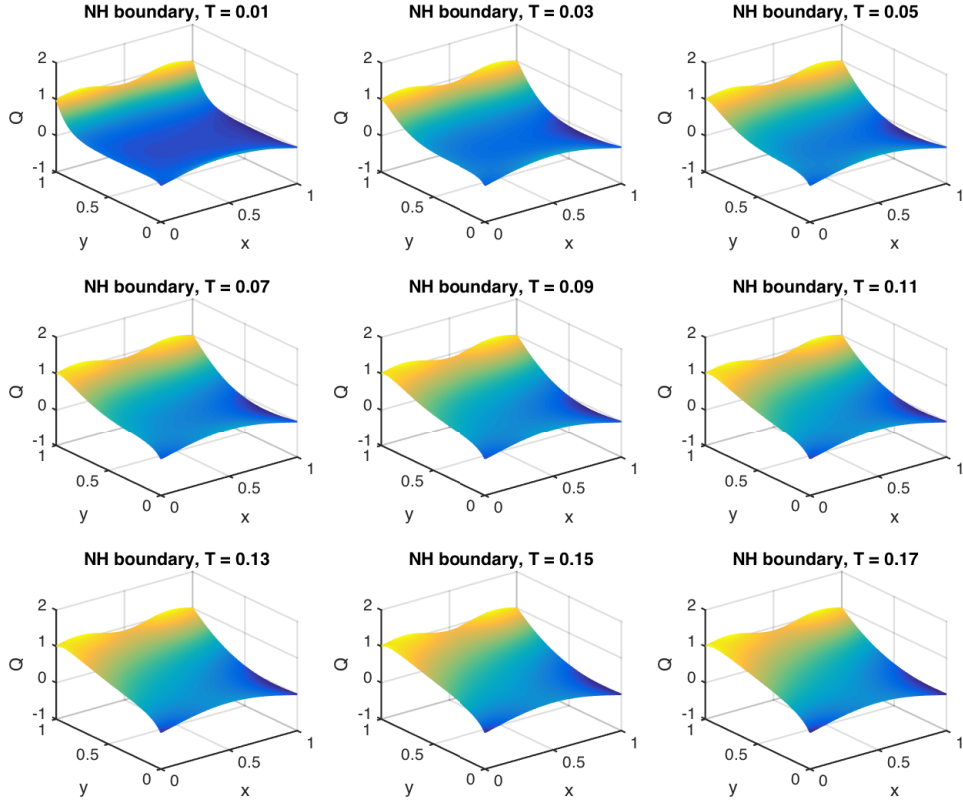 NH boundary, T = 0.01
2
1
0
-1
Q
1
0.5
0
y
0
0.5
1
x
NH boundary, T = 0.03
2
1
0
-1
Q
1
0.5
0
y
0
0.5
1
x
NH boundary, T = 0.05
2
1
0
-1
Q
1
0.5
0
y
0
0.5
1
x
NH boundary, T = 0.07
2
1
0
-1
Q
1
0.5
0
y
0
0.5
1
x
NH boundary, T = 0.09
2
1
0
-1
Q
1
0.5
0
y
0
0.5
1
x
NH boundary, T = 0.11
2
1
0
-1
Q
1
0.5
0
y
0
0.5
1
x
NH boundary, T = 0.13
2
1
0
-1
Q
1
0.5
0
y
0
0.5
1
x
NH boundary, T = 0.15
2
1
0
-1
Q
1
0.5
0
y
0
0.5
1
x
NH boundary, T = 0.17
2
1
0
-1
Q
1
0.5
0
y
0
0.5
1
x